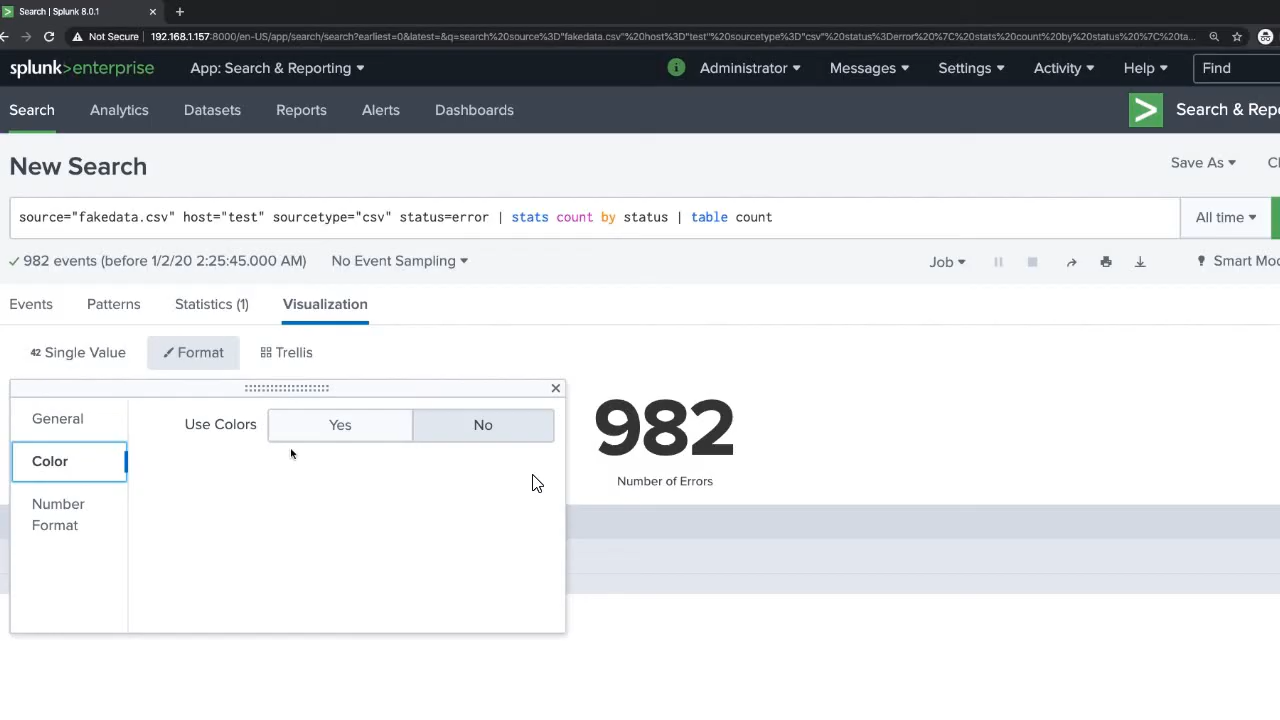 Search | Splunk 8.0.1
Not Secure | 192.168.1.157:8000/en-US/app/search/search?earliest=0&latest=&q=search%20source%3D"fakedata.csv"%20host%3D"test"%20sourcetype%3D"csv"%20status%3Derror%20%7C%20stats%20count%20by%20status%20%7C%20ta...
splunk>enterprise App: Search & Reporting Administrator Messages Settings Activity Help Find
Search Analytics Datasets Reports Alerts Dashboards Search & Repo
New Search Save As Cl
source="fakedata.csv" host="test" sourcetype="csv" status=error | stats count by status | table count All time
982 events (before 1/2/20 2:25:45.000 AM) No Event Sampling Job Smart Mod
Events Patterns Statistics (1) Visualization
42 Single Value Format Trellis
General
Use Colors Yes No
982
Color
Number of Errors
Number
Format